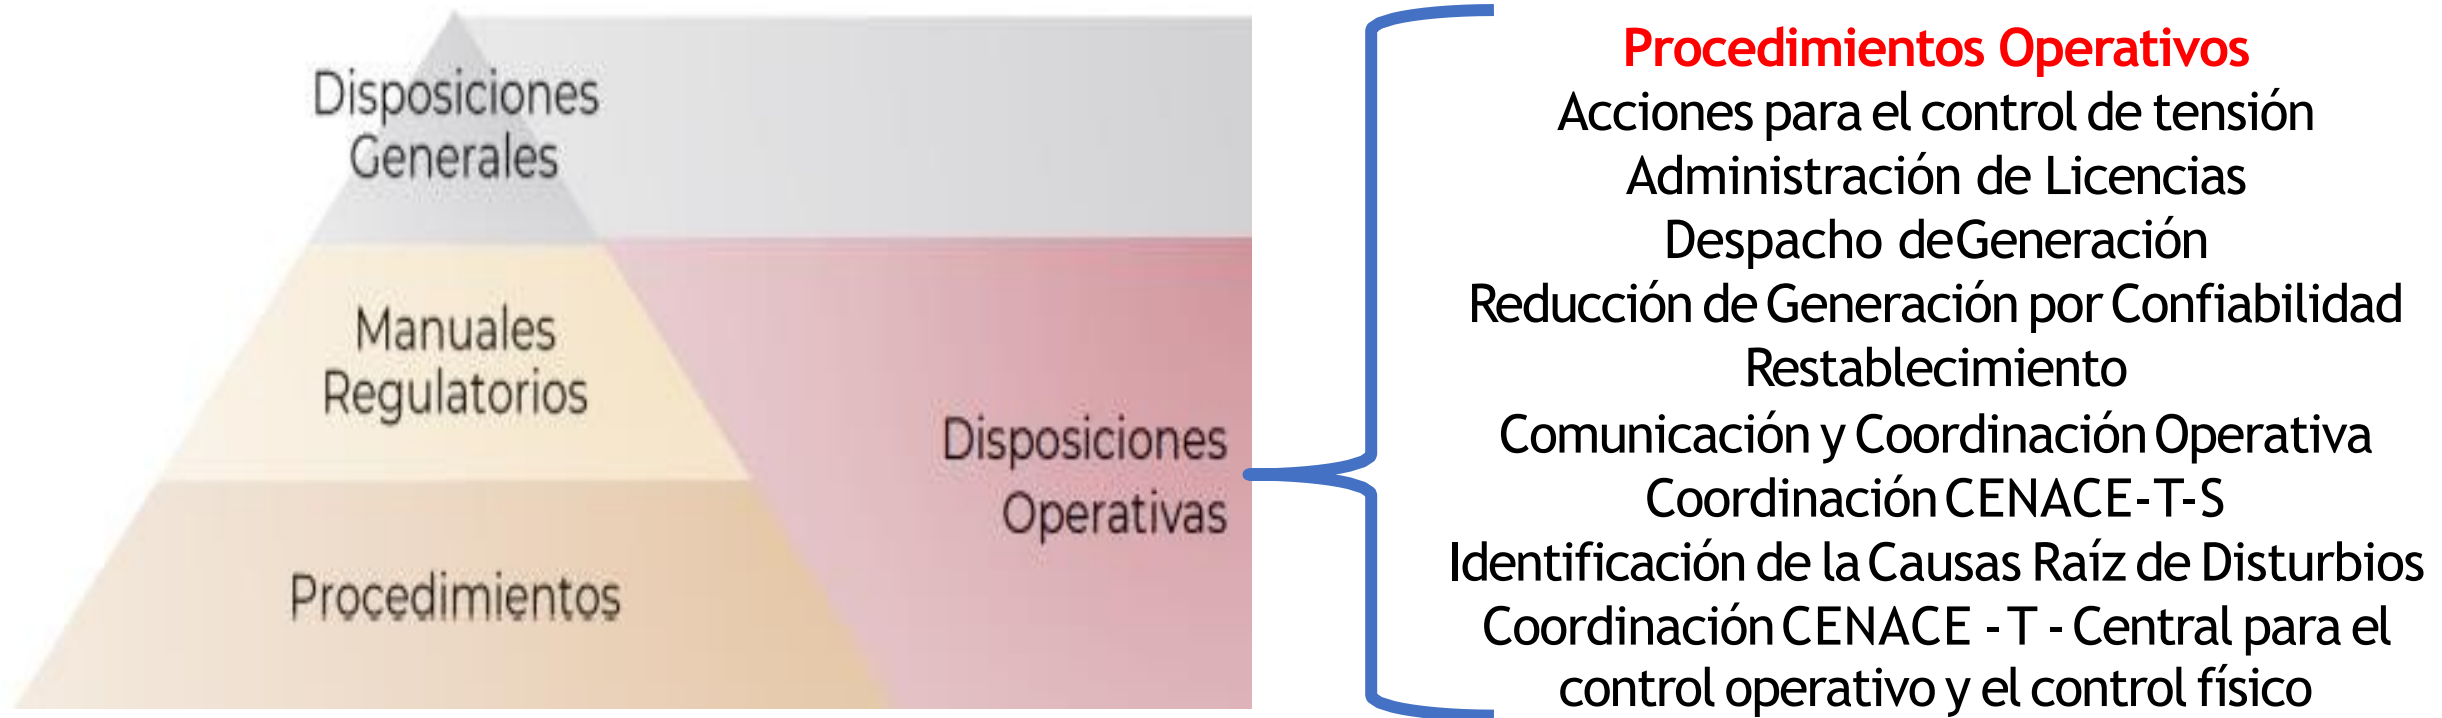 Disposiciones
Generales
Manuales
Regulatorios
Procedimientos
Disposiciones
Operativas
Procedimientos Operativos
Acciones para el control de tensión
Administración de Licencias
Despacho deGeneración
Reducción de Generación por Confiabilidad
Restablecimiento
Comunicación y Coordinación Operativa
Coordinación CENACE-T-S
Identificación de la Causas Raíz de Disturbios
Coordinación CENACE - T - Central para el
control operativo y el control físico